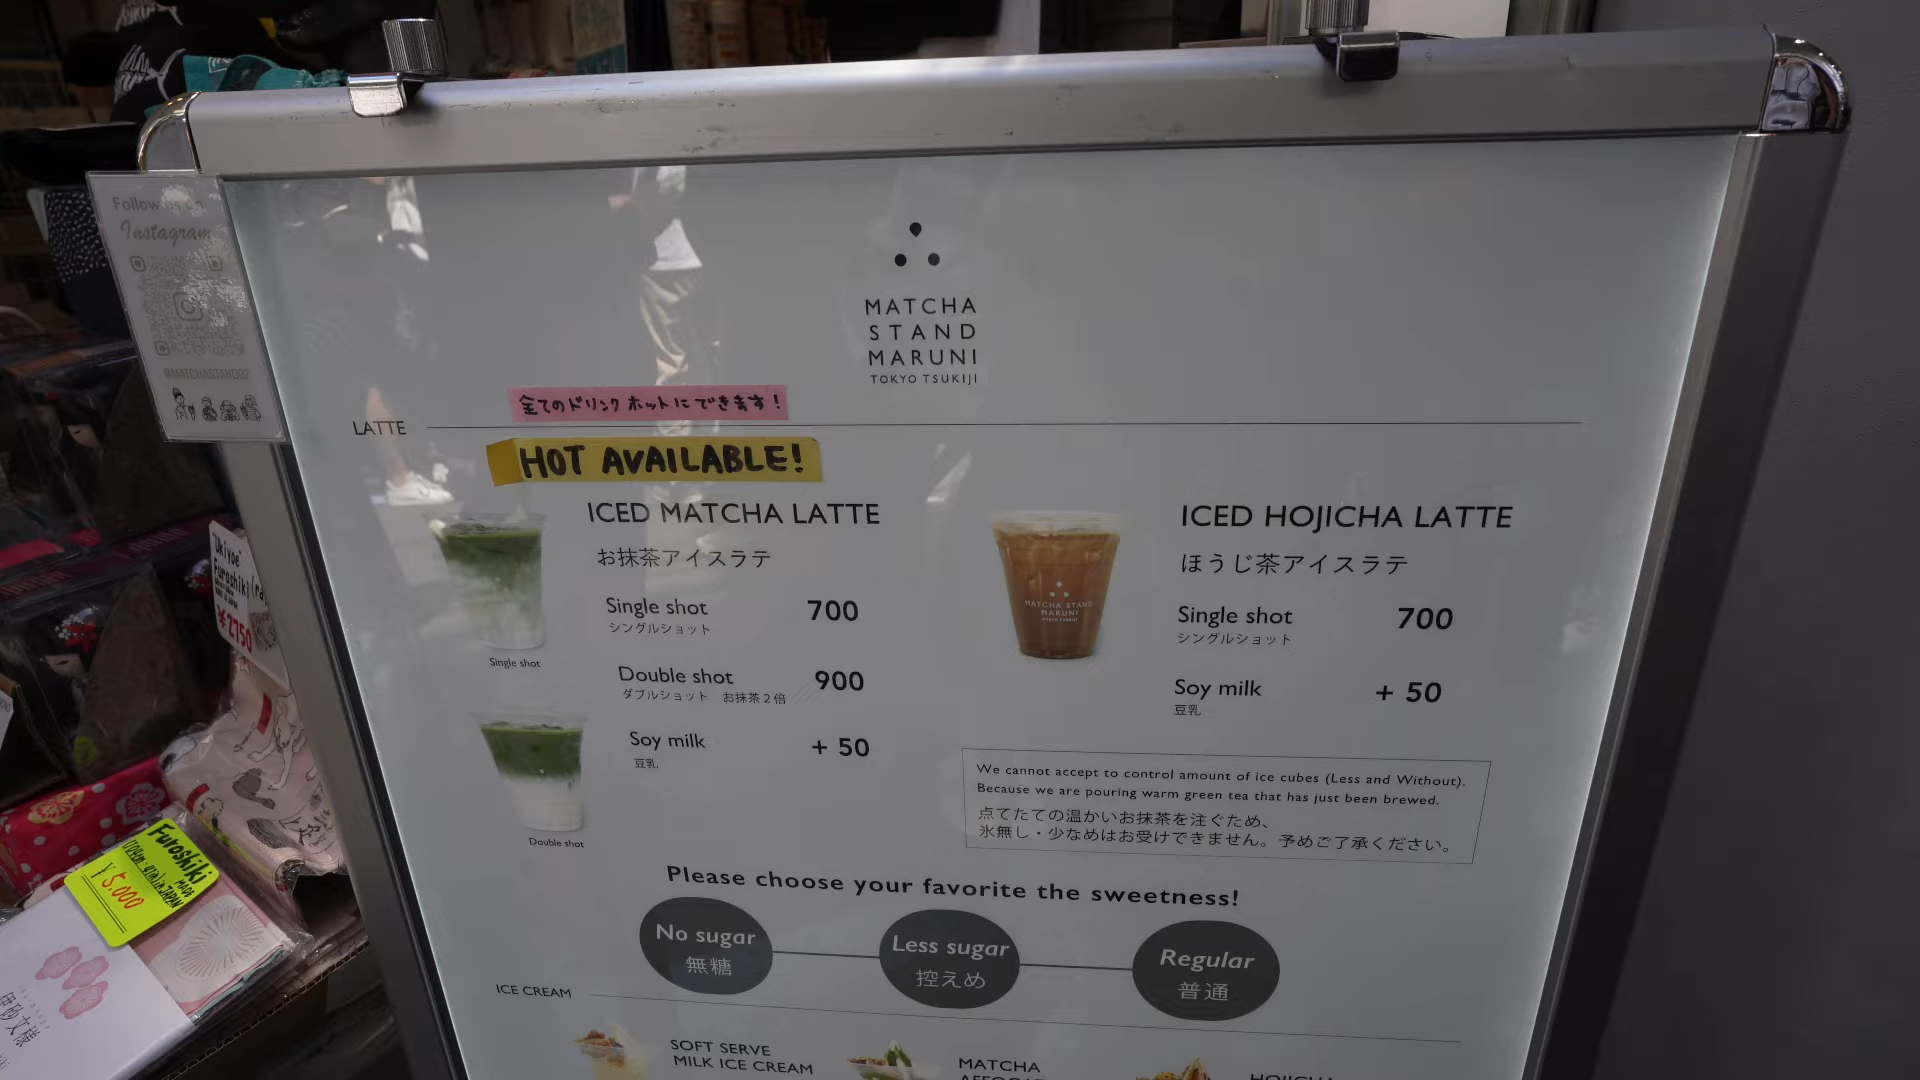 Follow us on
Instagram
@MATCHASTAND02
MATCHA
STAND
MARUNI
TOKYO TSUKIJI
全てのドリンクホットにできます!
LATTE
HOT AVAILABLE!
ICED MATCHA LATTE
お抹茶アイスラテ
Single shot 700
シングルショット
Single shot
Double shot 900
ダブルショット お抹茶2倍
Soy milk + 50
豆乳
Double shot
ICED HOJICHA LATTE
ほうじ茶アイスラテ
MATCHA STAND
MARUNI
Single shot 700
シングルショット
Soy milk + 50
豆乳
We cannot accept to control amount of ice cubes (Less and Without).
Because we are pouring warm green tea that has just been brewed.
点てたての温かいお抹茶を注ぐため、
氷無し・少なめはお受けできません。予めご了承ください。
Please choose your favorite the sweetness!
No sugar
無糖
Less sugar
控えめ
Regular
普通
ICE CREAM
SOFT SERVE
MILK ICE CREAM
MATCHA
HOJICHA
"Ukiyoe"
Furoshiki
¥2750
Furoshiki
MADE
in JAPAN
¥5,000